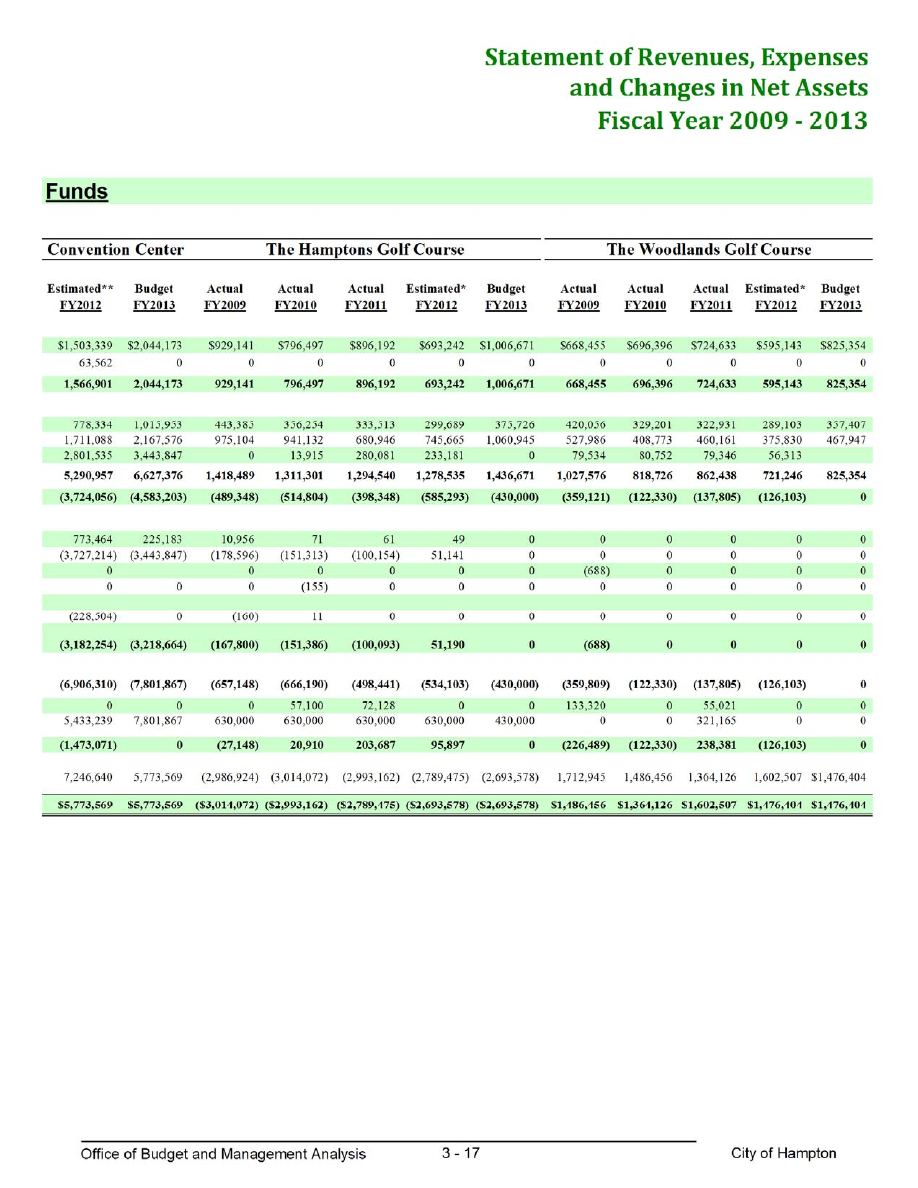 Statement of Revenues, Expenses
and Changes in Net Assets
Fiscal Year 2009 - 2013
Funds
Convention Center The Hamptons Golf Course The Woodlands Golf Course
Estimated** Budget Actual Actual Actual Estimated* Budget Actual Actual Actual Estimated* Budget
FY2012 FY2013 FY2009 FY2010 FY2011 FY2012 FY2013 FY2009 FY2010 FY2011 FY2012 FY2013
$1,503,339 $2,044,173 $929,141 $796,497 $896,192 $693,242 $1,006,671 $668,455 $696,396 $724,633 $595,143 $825,354
63,562 0 0 0 0 0 0 0 0 0 0 0
1,566,901 2,044,173 929,141 796,497 896,192 693,242 1,006,671 668,455 696,396 724,633 595,143 825,354
778,334 1,015,953 443,385 356,254 333,513 299,689 375,726 420,056 329,201 322,931 289,103 357,407
1,711,088 2,167,576 975,104 941,132 680,946 745,665 1,060,945 527,986 408,773 460,161 375,830 467,947
2,801,535 3,443,847 0 13,915 280,081 233,181 0 79,534 80,752 79,346 56,313
5,290,957 6,627,376 1,418,489 1,311,301 1,294,540 1,278,535 1,436,671 1,027,576 818,726 862,438 721,246 825,354
(3,724,056) (4,583,203) (489,348) (514,804) (398,348) (585,293) (430,000) (359,121) (122,330) (137,805) (126,103) 0
773,464 225,183 10,956 71 61 49 0 0 0 0 0 0
(3,727,214) (3,443,847) (178,596) (151,313) (100,154) 51,141 0 0 0 0 0 0
0 0 0 0 0 0 (688) 0 0 0 0
0 0 0 (155) 0 0 0 0 0 0 0 0
(228,504) 0 (160) 11 0 0 0 0 0 0 0 0
(3,182,254) (3,218,664) (167,800) (151,386) (100,093) 51,190 0 (688) 0 0 0 0
(6,906,310) (7,801,867) (657,148) (666,190) (498,441) (534,103) (430,000) (359,809) (122,330) (137,805) (126,103) 0
0 0 0 57,100 72,128 0 0 133,320 0 55,021 0 0
5,433,239 7,801,867 630,000 630,000 630,000 630,000 430,000 0 0 321,165 0 0
(1,473,071) 0 (27,148) 20,910 203,687 95,897 0 (226,489) (122,330) 238,381 (126,103) 0
7,246,640 5,773,569 (2,986,924) (3,014,072) (2,993,162) (2,789,475) (2,693,578) 1,712,945 1,486,456 1,364,126 1,602,507 $1,476,404
$5,773,569 $5,773,569 ($3,014,072) ($2,993,162) ($2,789,475) ($2,693,578) ($2,693,578) $1,486,456 $1,364,126 $1,602,507 $1,476,404 $1,476,404
Office of Budget and Management Analysis 3 - 17 City of Hampton